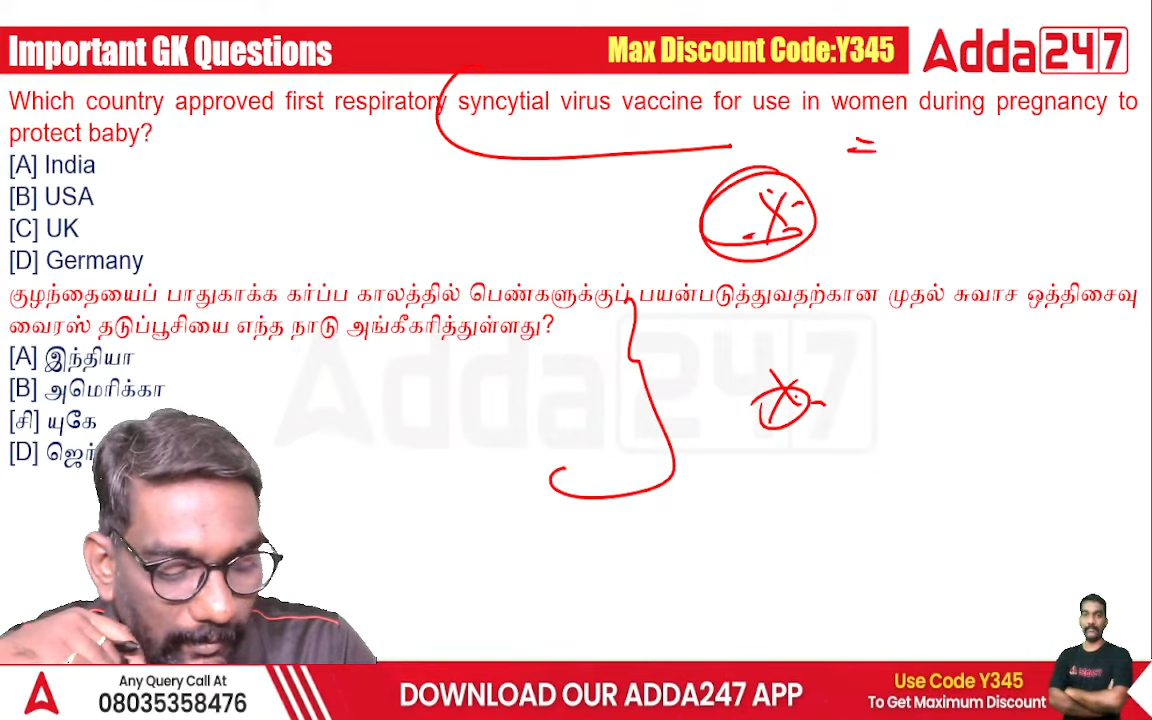 Important GK Questions
Max Discount Code:Y345
Adda247
Which country approved first respiratory syncytial virus vaccine for use in women during pregnancy to
protect baby?
[A] India
[B] USA
[C] UK
[D] Germany
குழந்தையைப் பாதுகாக்க கர்ப்ப காலத்தில் பெண்களுக்குப் பயன்படுத்துவதற்கான முதல் சுவாச ஒத்திசைவு
வைரஸ் தடுப்பூசியை எந்த நாடு அங்கீகரித்துள்ளது?
[A] இந்தியா
[B] அமெரிக்கா
[சி] யுகே
[D] ஜெர்
Adda247
Any Query Call At
08035358476
DOWNLOAD OUR ADDA247 APP
Use Code Y345
To Get Maximum Discount